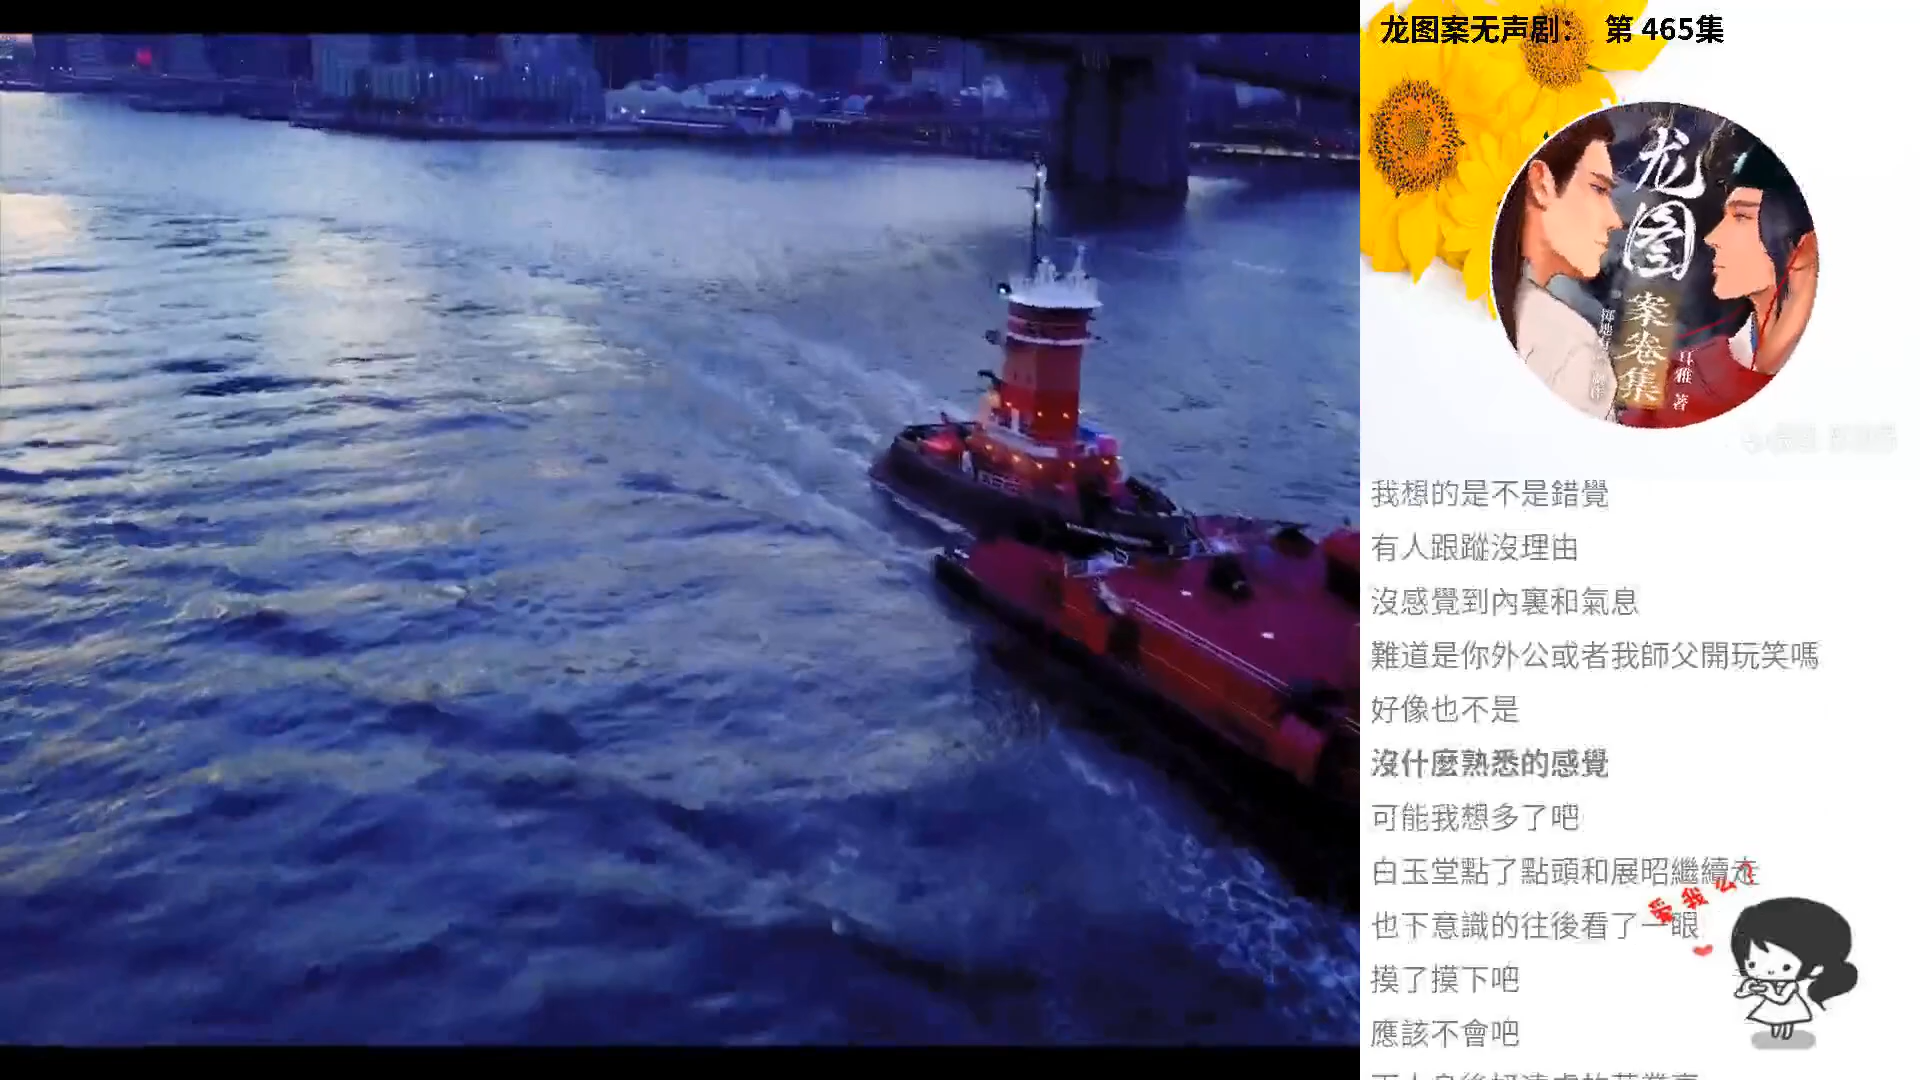 龙图案无声剧： 第 465集
龙图
案卷集
耳雅 著
我想的是不是錯覺
有人跟蹤沒理由
沒感覺到內裏和氣息
難道是你外公或者我師父開玩笑嗎
好像也不是
沒什麼熟悉的感覺
可能我想多了吧
白玉堂點了點頭和展昭繼續走
也下意識的往後看了一眼
爱我么?
摸了摸下吧
應該不會吧